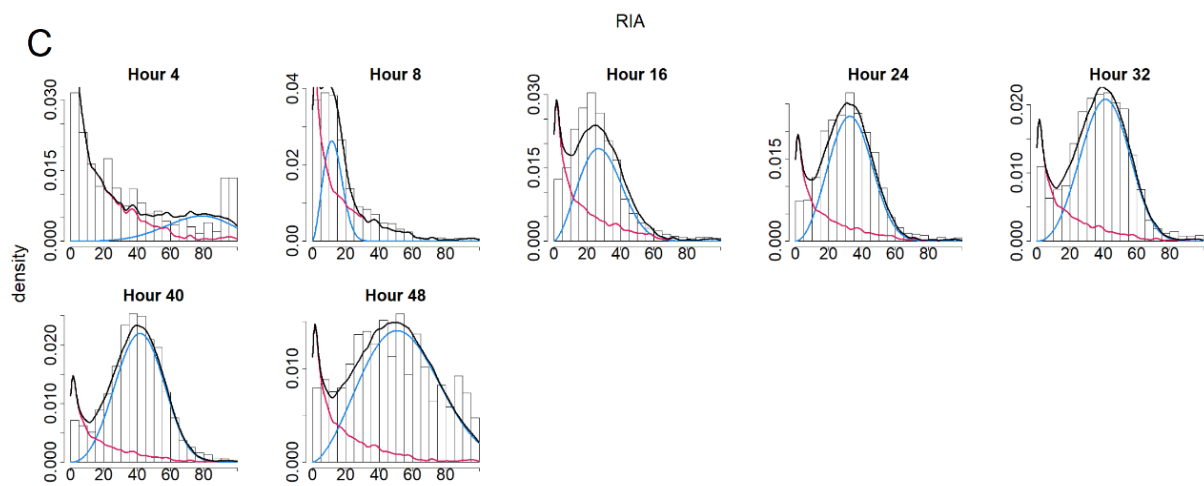 RIA
C
Hour 4
Hour 8
Hour 16
Hour 24
Hour 32
0.000 0.015 0.030
0.00 0.02 0.04
0.000 0.015 0.030
0.000 0.015
0.000 0.010 0.020
0 20 40 60 80
0 20 40 60 80
0 20 40 60 80
0 20 40 60 80
0 20 40 60 80
density
Hour 40
Hour 48
0.000 0.010 0.020
0.000 0.010
0 20 40 60 80
0 20 40 60 80